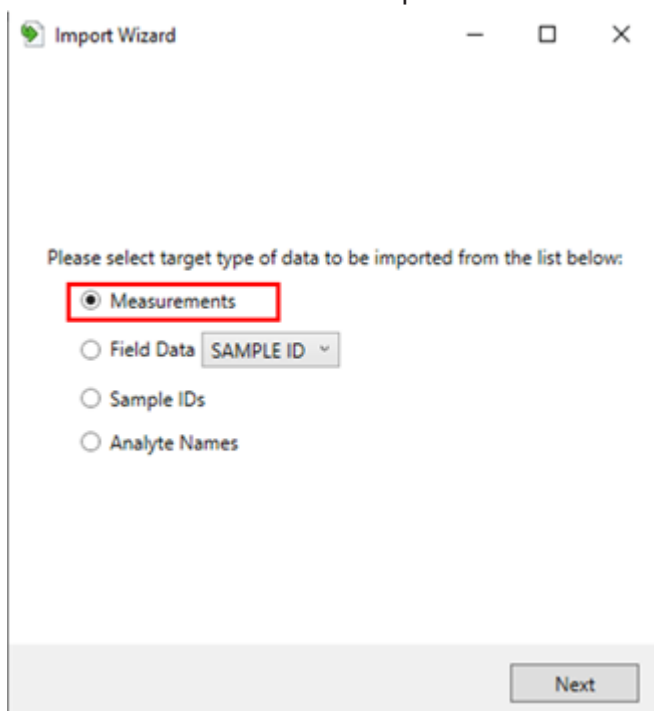 Import Wizard
Please select target type of data to be imported from the list below:
Measurements
Field Data SAMPLE ID
Sample IDs
Analyte Names
Next